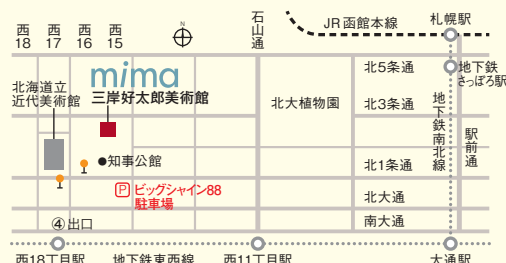 N
西
18
西
17
西
16
西
15
石
山
通
JR函館本線
札幌駅
mima
三岸好太郎美術館
北海道立
近代美術館
北5条通
地下鉄
さっぽろ駅
北大植物園
北3条通
地下鉄南北線
駅前通
●知事公館
北1条通
P ビッグシャイン88
駐車場
北大通
④出口
南大通
西18丁目駅
地下鉄東西線
西11丁目駅
大通駅